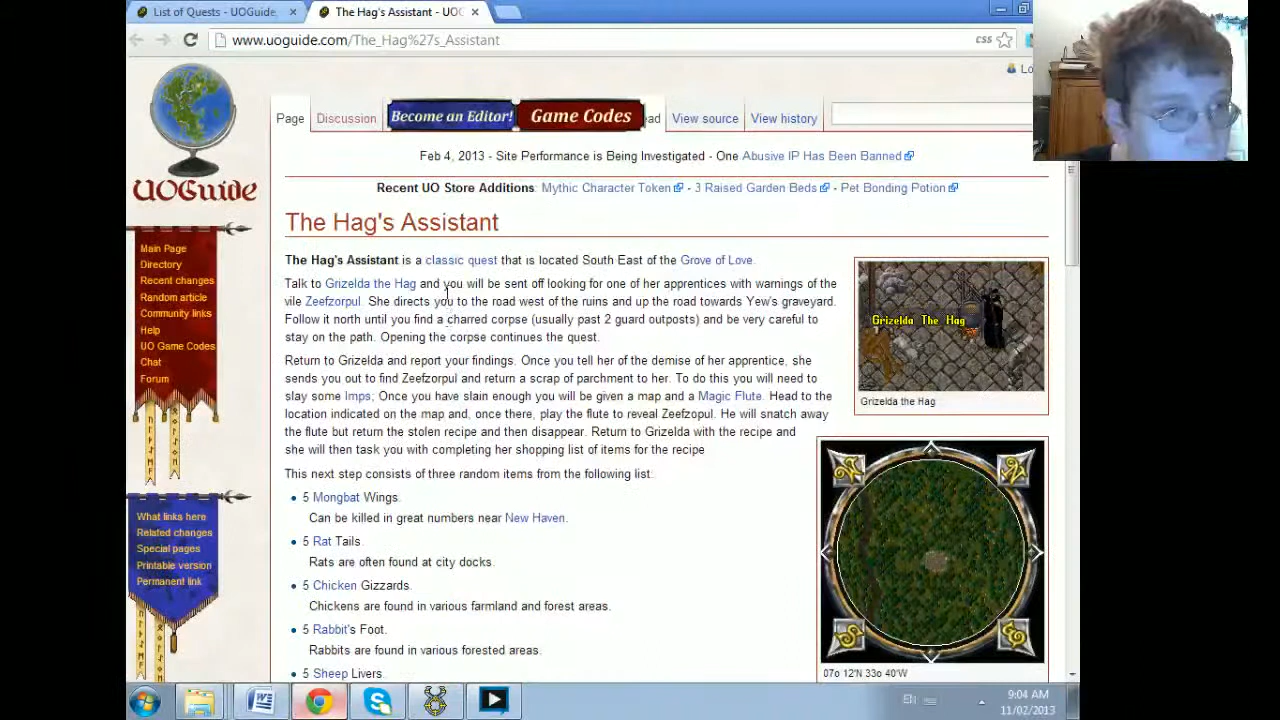 List of Quests - UOGuide,
The Hag's Assistant - UOG
www.uoguide.com/The_Hag%27s_Assistant
css
Lo
UOGUIDE
Page
Discussion
Become an Editor!
Game Codes
ead
View source
View history
Feb 4, 2013 - Site Performance is Being Investigated - One Abusive IP Has Been Banned
Recent UO Store Additions: Mythic Character Token - 3 Raised Garden Beds - Pet Bonding Potion
The Hag's Assistant
The Hag's Assistant is a classic quest that is located South East of the Grove of Love.
Talk to Grizelda the Hag and you will be sent off looking for one of her apprentices with warnings of the
vile Zeefzorpul. She directs you to the road west of the ruins and up the road towards Yew's graveyard.
Follow it north until you find a charred corpse (usually past 2 guard outposts) and be very careful to
stay on the path. Opening the corpse continues the quest.
Return to Grizelda and report your findings. Once you tell her of the demise of her apprentice, she
sends you out to find Zeefzorpul and return a scrap of parchment to her. To do this you will need to
slay some Imps; Once you have slain enough you will be given a map and a Magic Flute. Head to the
location indicated on the map and, once there, play the flute to reveal Zeefzopul. He will snatch away
the flute but return the stolen recipe and then disappear. Return to Grizelda with the recipe and
she will then task you with completing her shopping list of items for the recipe
This next step consists of three random items from the following list:
5 Mongbat Wings.
Can be killed in great numbers near New Haven.
5 Rat Tails.
Rats are often found at city docks.
5 Chicken Gizzards.
Chickens are found in various farmland and forest areas.
5 Rabbit's Foot.
Rabbits are found in various forested areas.
5 Sheep Livers.
Grizelda The Hag
Grizelda the Hag
07o 12'N 33o 40'W
Main Page
Directory
Recent changes
Random article
Community links
Help
UO Game Codes
Chat
Forum
What links here
Related changes
Special pages
Printable version
Permanent link
EN
9:04 AM
11/02/2013